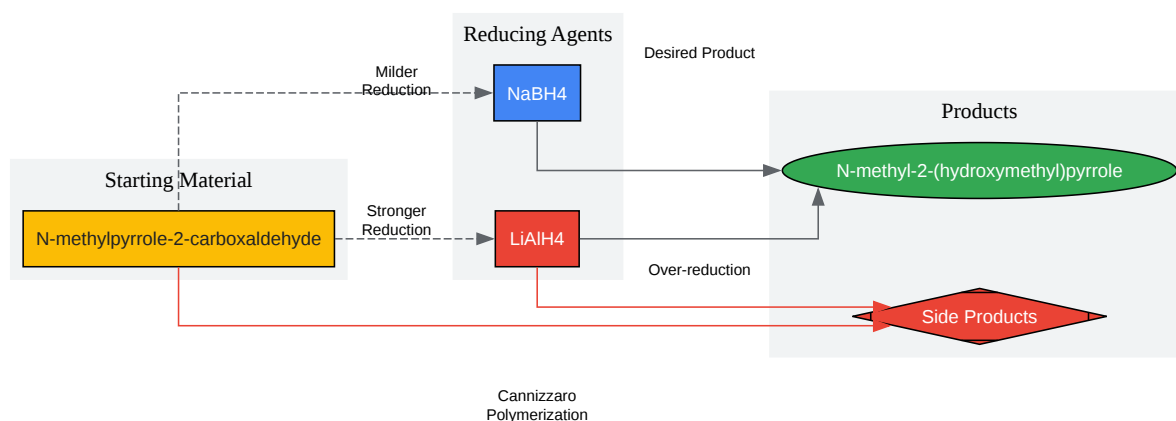 Reducing Agents
Desired Product
Milder
Reduction
NaBH4
Products
N-methyl-2-(hydroxymethyl)pyrrole
Starting Material
Stronger
Reduction
N-methylpyrrole-2-carboxaldehyde
LiAlH4
Over-reduction
Side Products
Cannizzaro
Polymerization